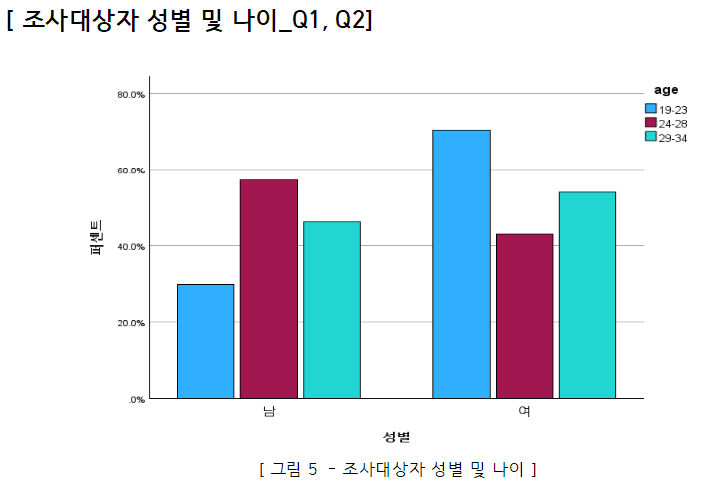 [ 조사대상자 성별 및 나이_Q1, Q2]
age
19-23
24-28
29-34
80.0%
60.0%
40.0%
20.0%
.0%
퍼센트
남 여
성별
[ 그림 5 - 조사대상자 성별 및 나이 ]